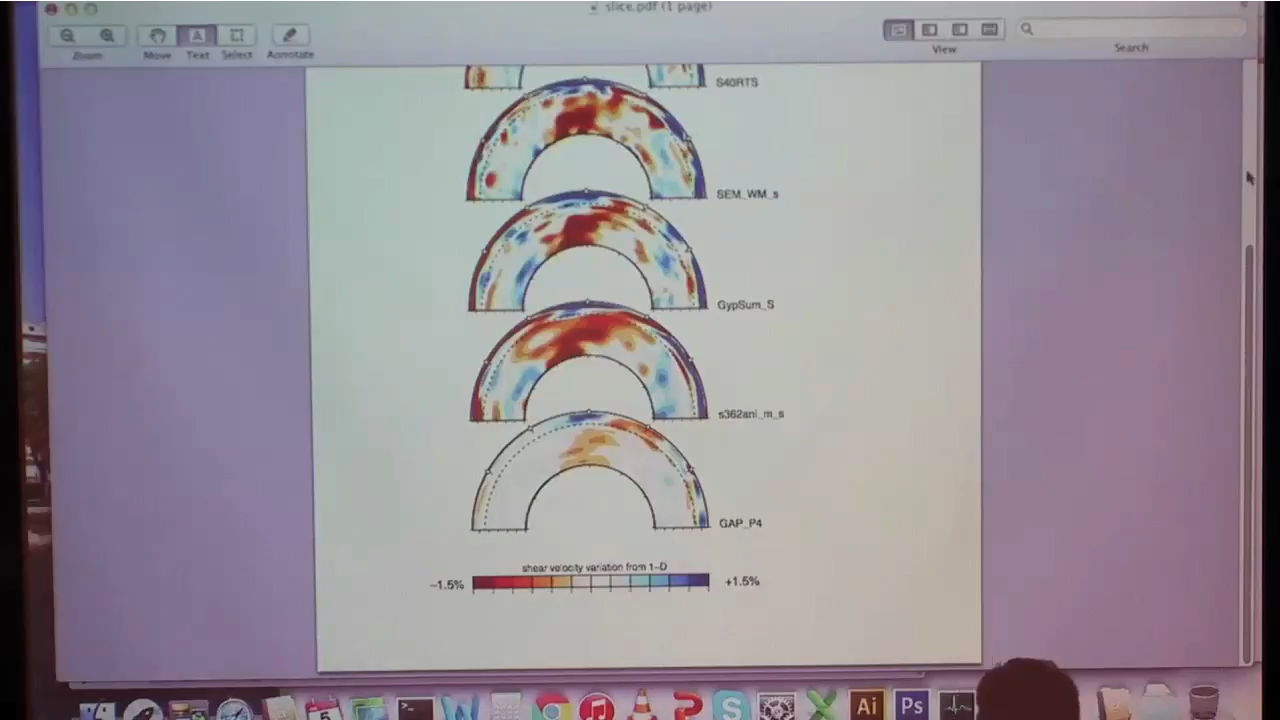 slice.pdf (1 page)
Zoom
Move
Text
Select
Annotate
View
Search
S40RTS
SEM_WM_s
GypSum_S
s362ani_m_s
GAP_P4
shear velocity variation from 1-D
-1.5%
+1.5%
5
Ai
Ps